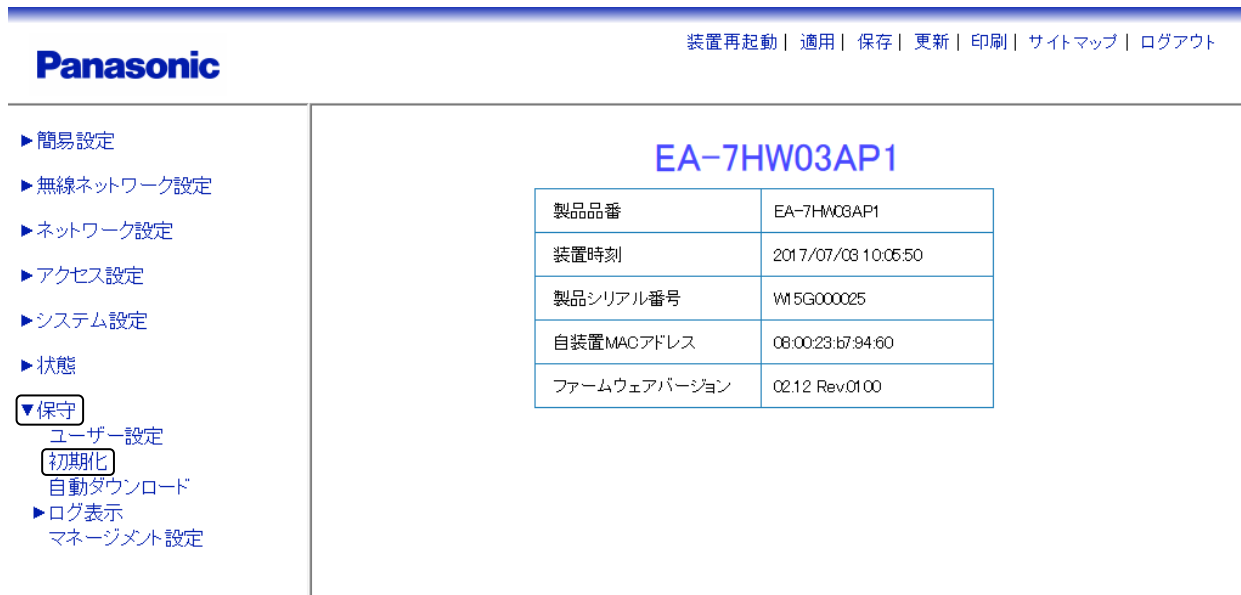 Panasonic
装置再起動 | 適用 | 保存 | 更新 | 印刷 | サイトマップ | ログアウト
▶簡易設定
▶無線ネットワーク設定
▶ネットワーク設定
▶アクセス設定
▶システム設定
▶状態
▼保守
ユーザー設定
初期化
自動ダウンロード
▶ログ表示
マネージメント設定
EA-7HW03AP1
製品品番 EA-7HW03AP1
装置時刻 2017/07/03 10:05:50
製品シリアル番号 W15G000025
自装置MACアドレス 08:00:23:b7:94:60
ファームウェアバージョン 02.12 Rev.0100